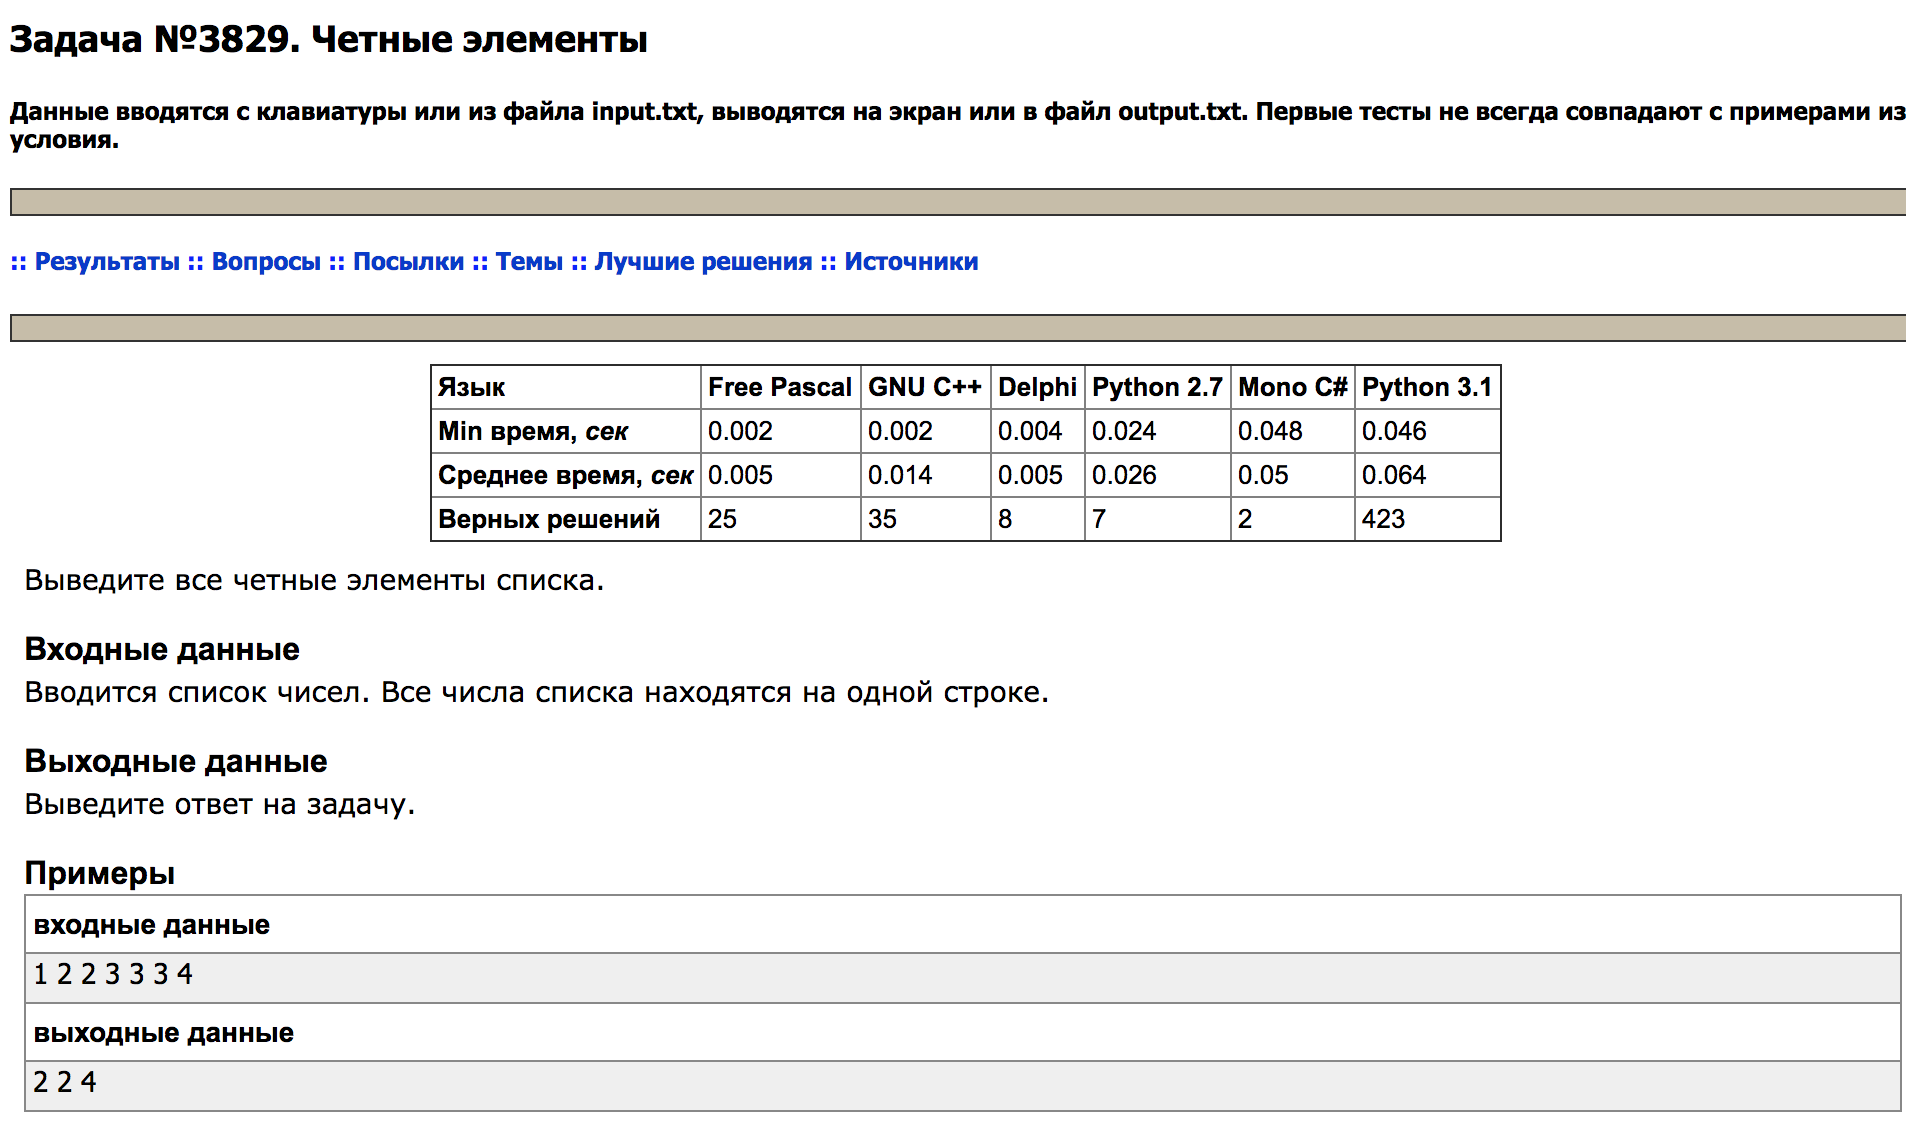 Задача №3829. Четные элементы
Данные вводятся с клавиатуры или из файла input.txt, выводятся на экран или в файл output.txt. Первые тесты не всегда совпадают с примерами из
условия.
:: Результаты :: Вопросы :: Посылки :: Темы :: Лучшие решения :: Источники
Язык Free Pascal GNU C++ Delphi Python 2.7 Mono C# Python 3.1
Min время, сек 0.002 0.002 0.004 0.024 0.048 0.046
Среднее время, сек 0.005 0.014 0.005 0.026 0.05 0.064
Верных решений 25 35 8 7 2 423
Выведите все четные элементы списка.
Входные данные
Вводится список чисел. Все числа списка находятся на одной строке.
Выходные данные
Выведите ответ на задачу.
Примеры
входные данные
1 2 2 3 3 3 4
выходные данные
2 2 4